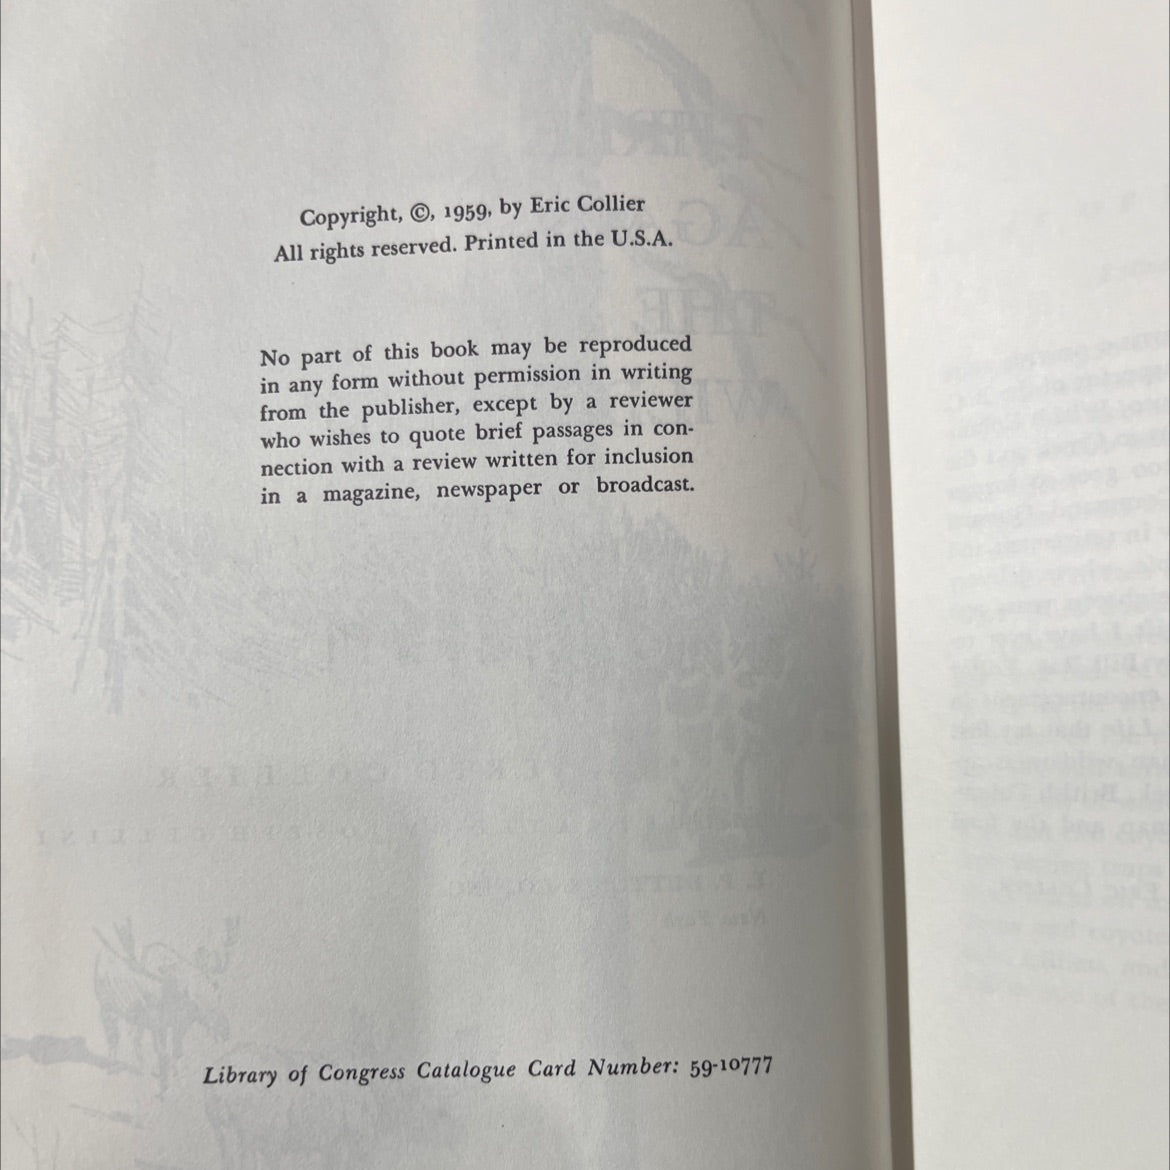 Copyright, ©, 1959, by Eric Collier
All rights reserved. Printed in the U.S.A.
No part of this book may be reproduced
in any form without permission in writing
from the publisher, except by a reviewer
who wishes to quote brief passages in con-
nection with a review written for inclusion
in a magazine, newspaper or broadcast.
Library of Congress Catalogue Card Number: 59-10777